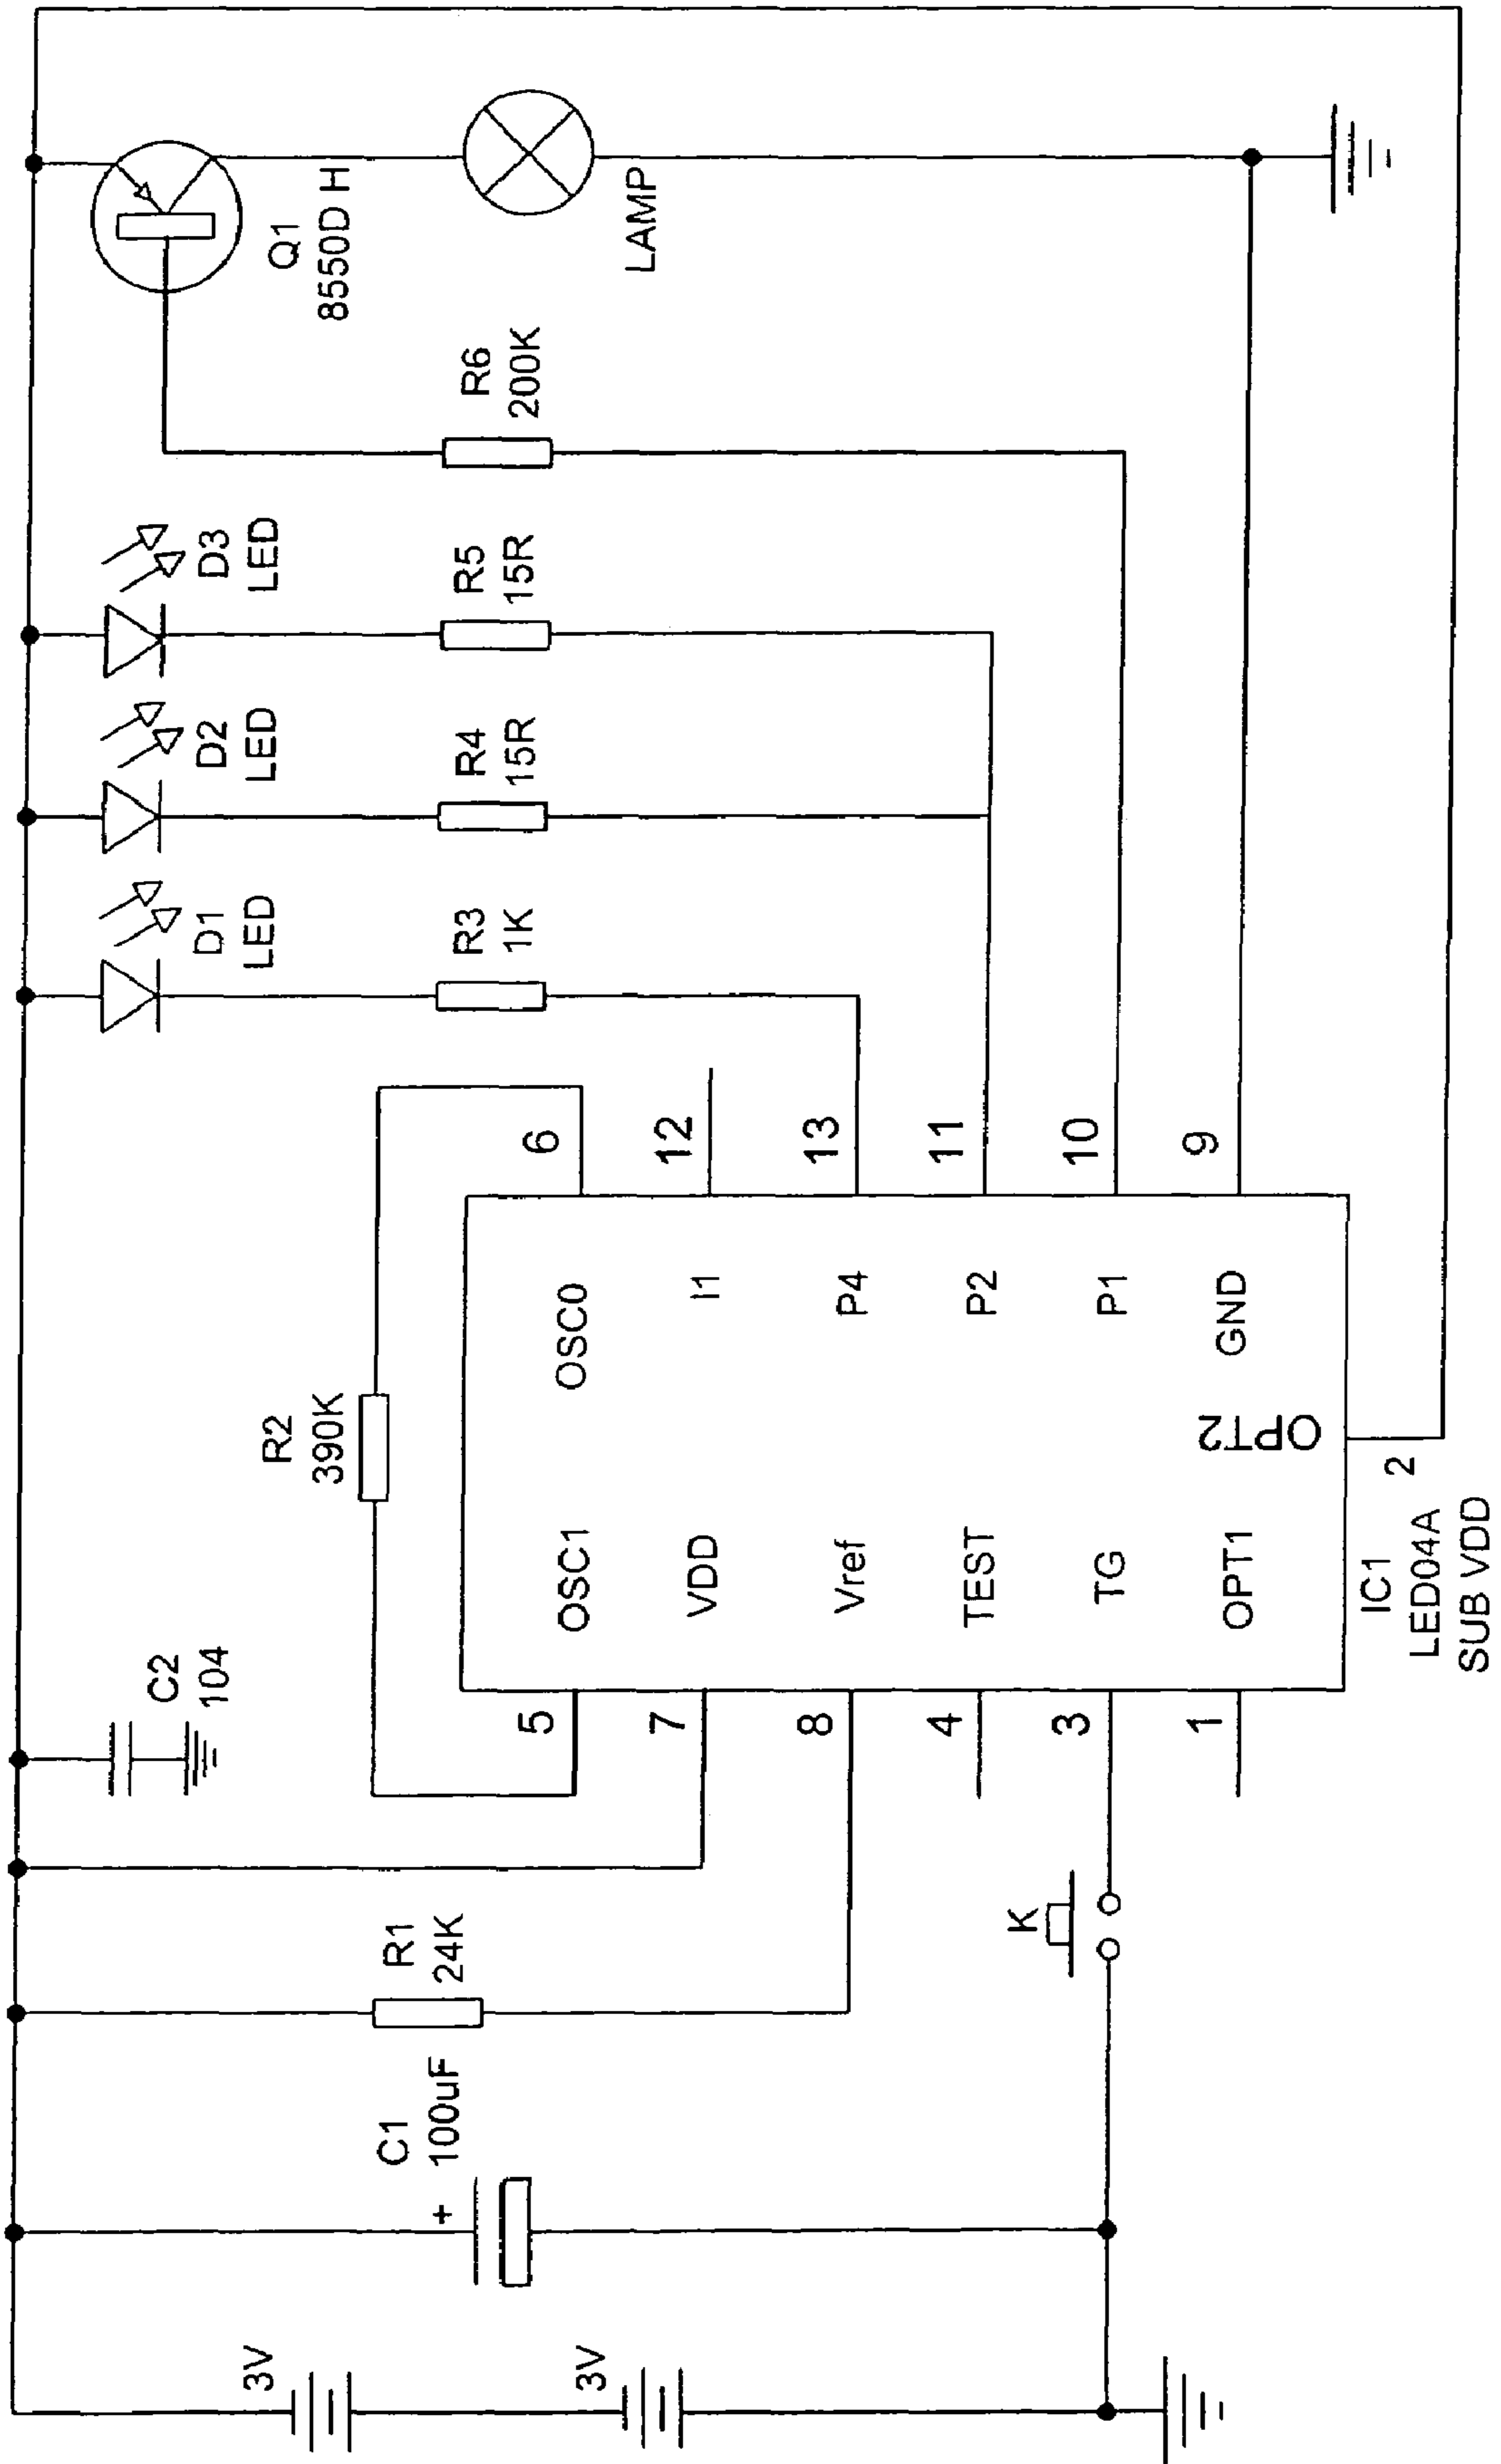 3V
3V
C1
100uF
+
R1
24K
C2
104
R2
390K
K
5
7
8
4
3
1
OSC1
VDD
Vref
TEST
TG
OPT1
OPT2
OSC0
I1
P4
P2
P1
GND
6
12
13
11
10
9
2
IC1
LED04A
SUB VDD
D1
LED
D2
LED
D3
LED
R3
1K
R4
15R
R5
15R
R6
200K
Q1
8550D H
LAMP